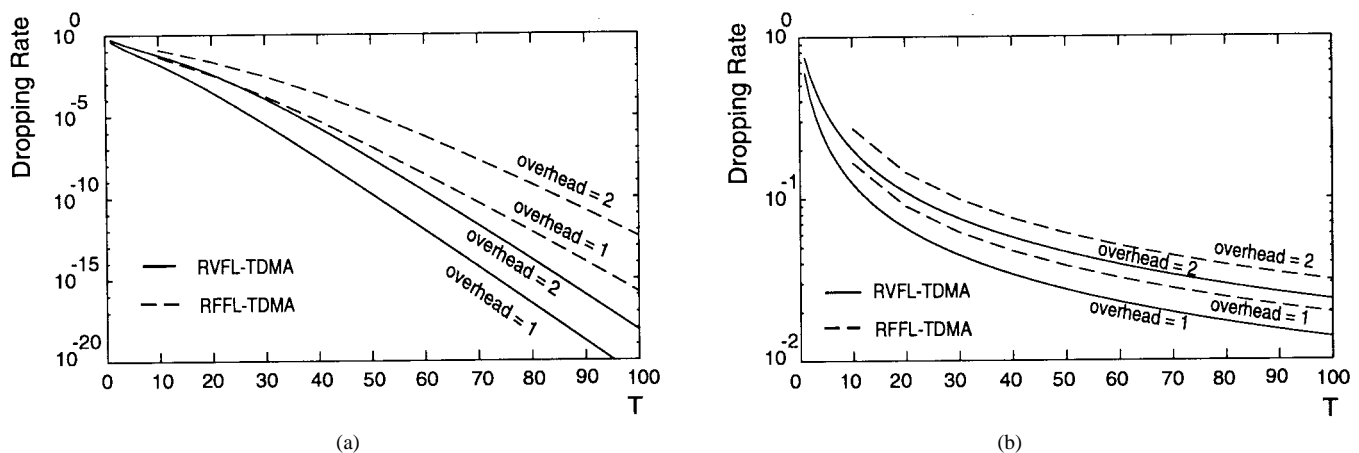 Dropping Rate
10^0
10^-5
10^-10
10^-15
10^-20
overhead = 2
overhead = 1
overhead = 2
overhead = 1
RVFL-TDMA
RFFL-TDMA
0 10 20 30 40 50 60 70 80 90 100
T
(a)
Dropping Rate
10^0
10^-1
10^-2
overhead = 2
overhead = 2
overhead = 1
overhead = 1
RVFL-TDMA
RFFL-TDMA
0 10 20 30 40 50 60 70 80 90 100
T
(b)